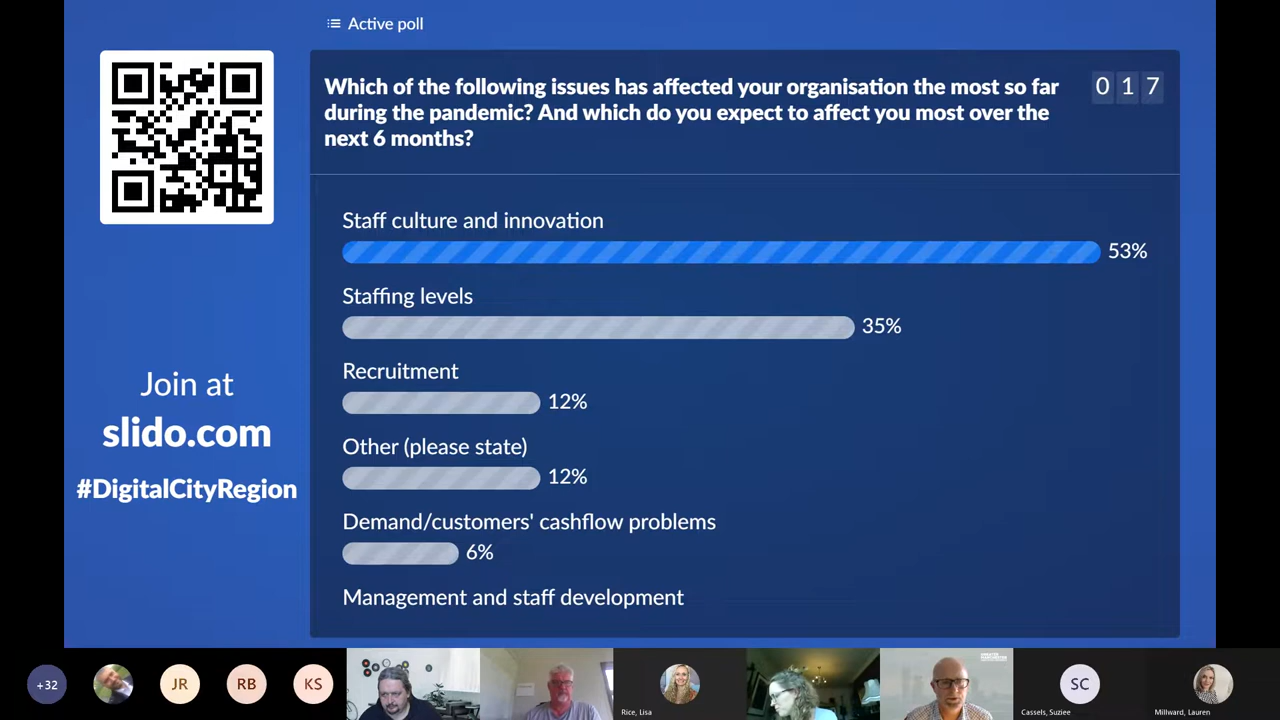 Active poll
Which of the following issues has affected your organisation the most so far
during the pandemic? And which do you expect to affect you most over the
next 6 months?
0 1 7
Staff culture and innovation
53%
Staffing levels
35%
Recruitment
12%
Other (please state)
12%
Demand/customers' cashflow problems
6%
Management and staff development
Join at
slido.com
#DigitalCityRegion
+32
JR
RB
KS
Rice, Lisa
SC
Cassels, Suziee
Millward, Lauren